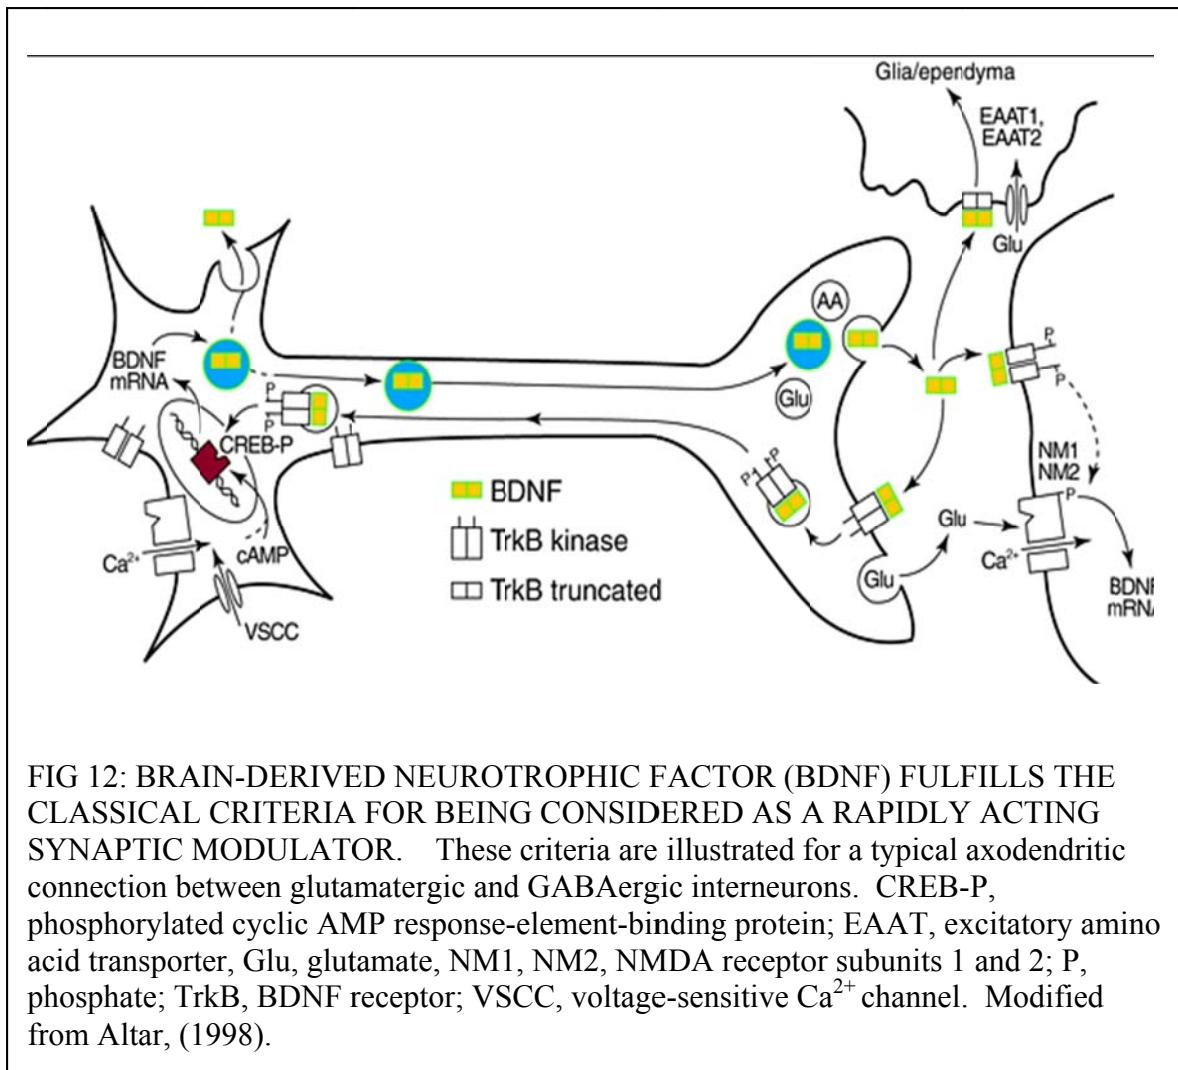 Glia/ependyma
EAAT1,
EAAT2
Glu
AA
BDNF
mRNA
P
P
P
P
CREB-P
Glu
P
P
NM1
NM2
P
BDNF
TrkB kinase
TrkB truncated
Glu
Ca²⁺
cAMP
VSCC
Glu
Ca²⁺
BDNF
mRNA
FIG 12: BRAIN-DERIVED NEUROTROPHIC FACTOR (BDNF) FULFILLS THE
CLASSICAL CRITERIA FOR BEING CONSIDERED AS A RAPIDLY ACTING
SYNAPTIC MODULATOR. These criteria are illustrated for a typical axodendritic
connection between glutamatergic and GABAergic interneurons. CREB-P,
phosphorylated cyclic AMP response-element-binding protein; EAAT, excitatory amino
acid transporter, Glu, glutamate, NM1, NM2, NMDA receptor subunits 1 and 2; P,
phosphate; TrkB, BDNF receptor; VSCC, voltage-sensitive Ca²⁺ channel. Modified
from Altar, (1998).